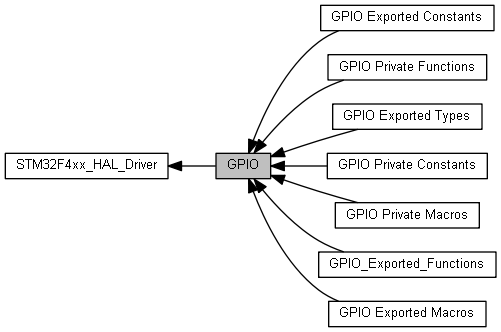 GPIO Exported Constants
GPIO Private Functions
GPIO Exported Types
STM32F4xx_HAL_Driver
GPIO
GPIO Private Constants
GPIO Private Macros
GPIO_Exported_Functions
GPIO Exported Macros